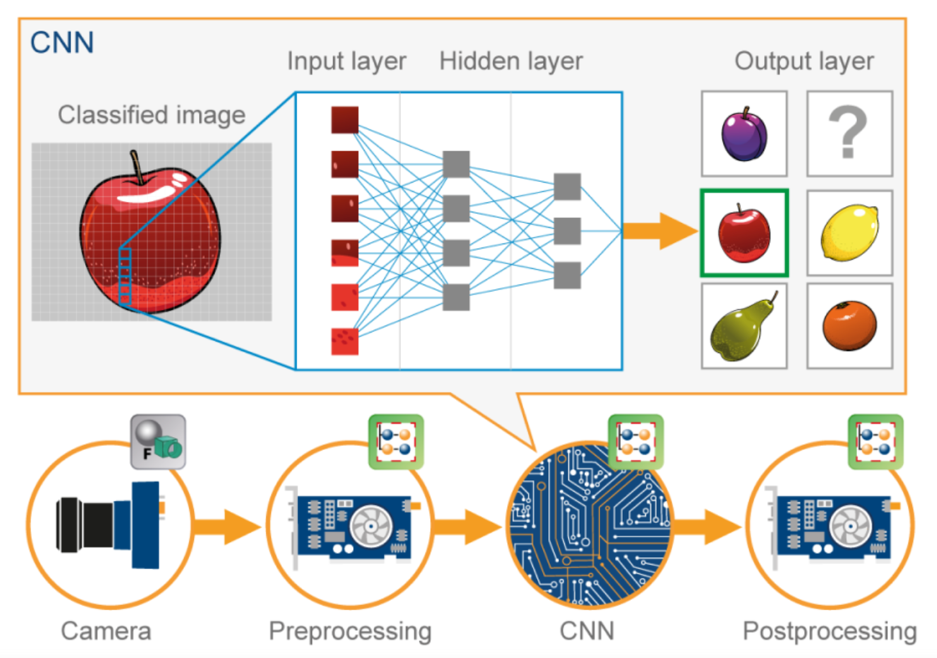 CNN
Input layer
Hidden layer
Output layer
Classified image
?
F
Camera
Preprocessing
CNN
Postprocessing